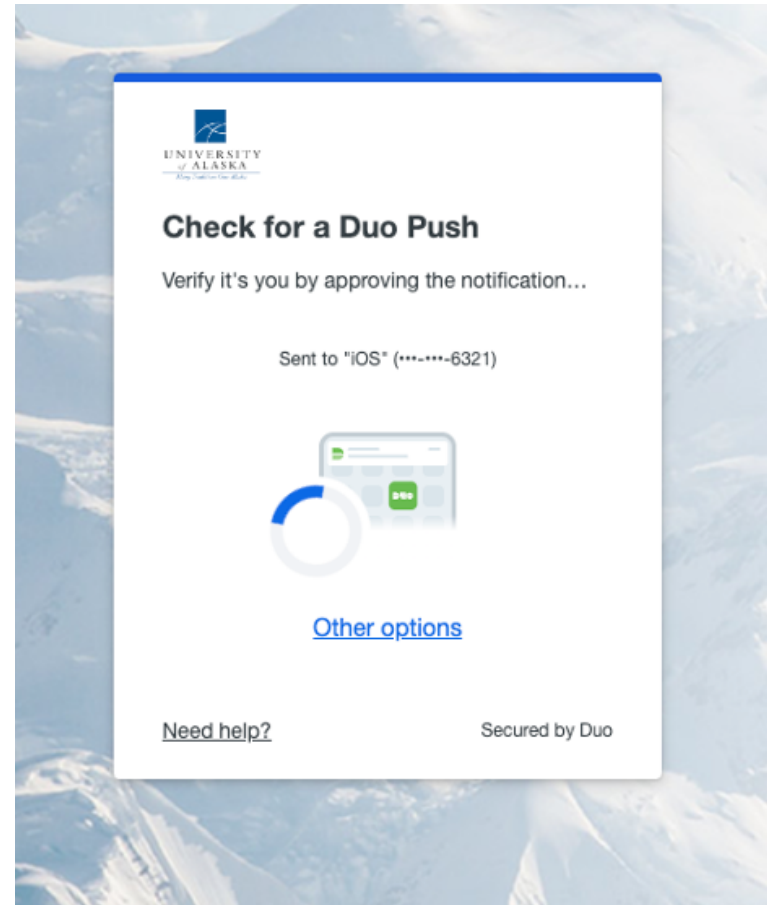 UNIVERSITY
of ALASKA
Check for a Duo Push
Verify it's you by approving the notification...
Sent to "iOS" (•••-•••-6321)
DUO
Other options
Need help?
Secured by Duo